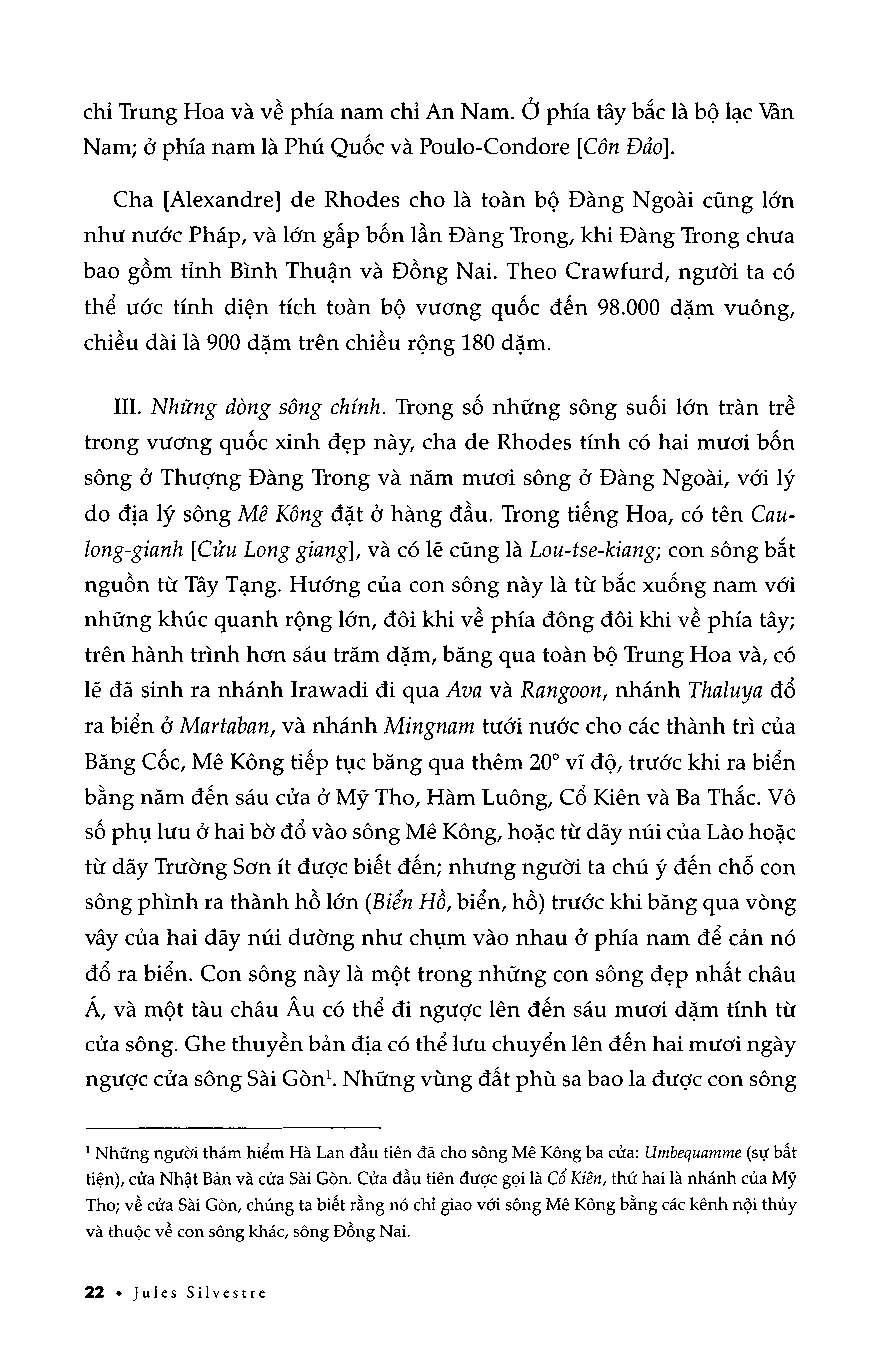 chỉ Trung Hoa và về phía nam chỉ An Nam. Ở phía tây bắc là bộ lạc Vân
Nam; ở phía nam là Phú Quốc và Poulo-Condore [Côn Đảo].
Cha [Alexandre] de Rhodes cho là toàn bộ Đàng Ngoài cũng lớn
như nước Pháp, và lớn gấp bốn lần Đàng Trong, khi Đàng Trong chưa
bao gồm tỉnh Bình Thuận và Đồng Nai. Theo Crawfurd, người ta có
thể ước tính diện tích toàn bộ vương quốc đến 98.000 dặm vuông,
chiều dài là 900 dặm trên chiều rộng 180 dặm.
III. Những dòng sông chính. Trong số những sông suối lớn tràn trề
trong vương quốc xinh đẹp này, cha de Rhodes tính có hai mươi bốn
sông ở Thượng Đàng Trong và năm mươi sông ở Đàng Ngoài, với lý
do địa lý sông Mê Kông đặt ở hàng đầu. Trong tiếng Hoa, có tên Cau-
long-gianh [Cửu Long giang], và có lẽ cũng là Lou-tse-kiang; con sông bắt
nguồn từ Tây Tạng. Hướng của con sông này là từ bắc xuống nam với
những khúc quanh rộng lớn, đôi khi về phía đông đôi khi về phía tây;
trên hành trình hơn sáu trăm dặm, băng qua toàn bộ Trung Hoa và, có
lẽ đã sinh ra nhánh Irawadi đi qua Ava và Rangoon, nhánh Thaluya đổ
ra biển ở Martaban, và nhánh Mingnam tưới nước cho các thành trì của
Băng Cốc, Mê Kông tiếp tục băng qua thêm 20° vĩ độ, trước khi ra biển
bằng năm đến sáu cửa ở Mỹ Tho, Hàm Luông, Cổ Kiên và Ba Thắc. Vô
số phụ lưu ở hai bờ đổ vào sông Mê Kông, hoặc từ dãy núi của Lào hoặc
từ dãy Trường Sơn ít được biết đến; nhưng người ta chú ý đến chỗ con
sông phình ra thành hồ lớn (Biển Hồ, biển, hồ) trước khi băng qua vòng
vây của hai dãy núi dường như chụm vào nhau ở phía nam để cản nó
đổ ra biển. Con sông này là một trong những con sông đẹp nhất châu
Á, và một tàu châu Âu có thể đi ngược lên đến sáu mươi dặm tính từ
cửa sông. Ghe thuyền bản địa có thể lưu chuyển lên đến hai mươi ngày
ngược cửa sông Sài Gòn¹. Những vùng đất phù sa bao la được con sông
¹ Những người thám hiểm Hà Lan đầu tiên đã cho sông Mê Kông ba cửa: Umbequamme (sự bất
tiện), cửa Nhật Bản và cửa Sài Gòn. Cửa đầu tiên được gọi là Cổ Kiên, thứ hai là nhánh của Mỹ
Tho; về cửa Sài Gòn, chúng ta biết rằng nó chỉ giao với sông Mê Kông bằng các kênh nội thủy
và thuộc về con sông khác, sông Đồng Nai.
22 • Jules Silvestre